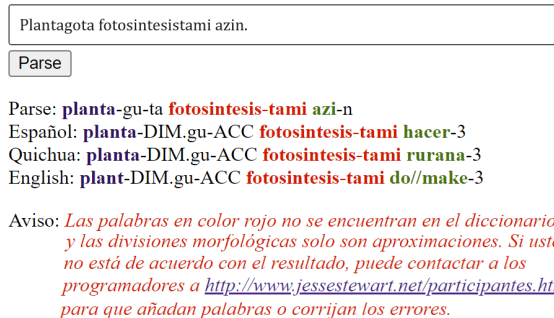 Plantagota fotosintesistami azin.
Parse
Parse: planta-gu-ta fotosintesis-tami azi-n
Español: planta-DIM.gu-ACC fotosintesis-tami hacer-3
Quichua: planta-DIM.gu-ACC fotosintesis-tami rurana-3
English: plant-DIM.gu-ACC fotosintesis-tami do//make-3
Aviso: Las palabras en color rojo no se encuentran en el diccionario
y las divisiones morfológicas solo son aproximaciones. Si uste
no está de acuerdo con el resultado, puede contactar a los
programadores a http://www.jessestewart.net/participantes.ht
para que añadan palabras o corrijan los errores.